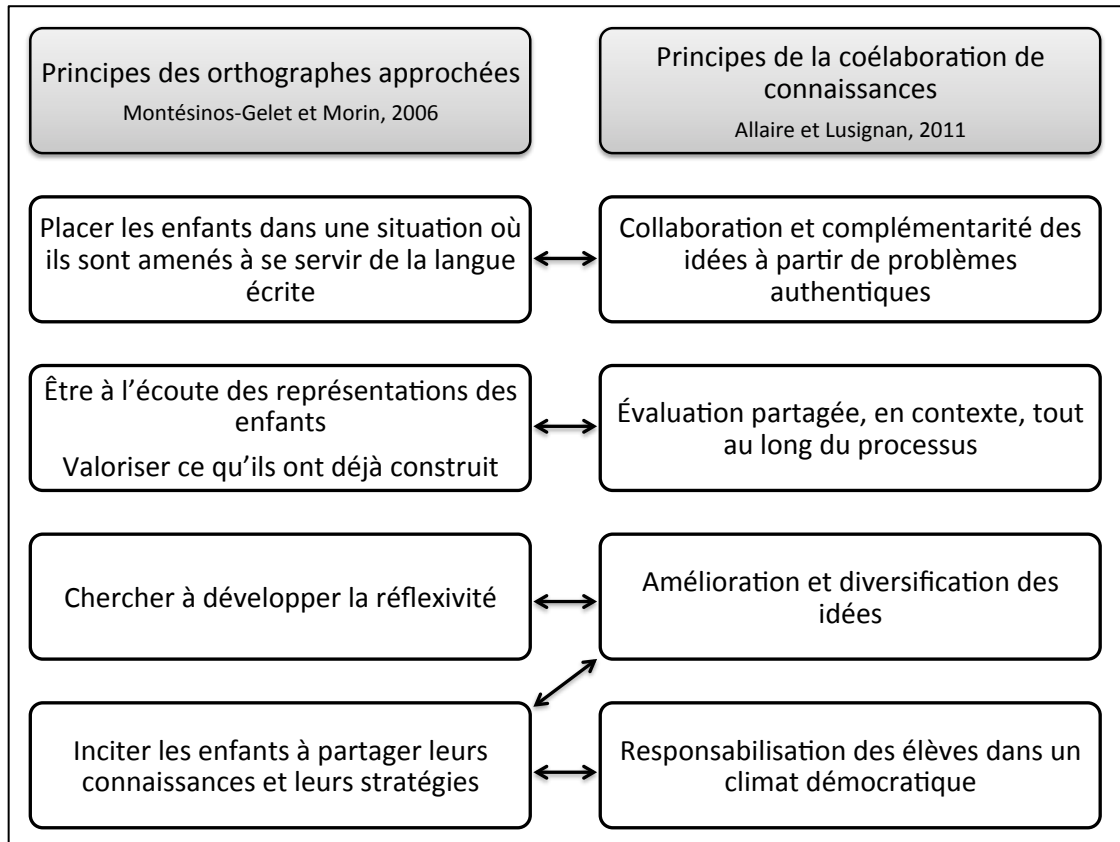 Principes des orthographes approchées
Montésinos-Gelet et Morin, 2006
Principes de la coélaboration de
connaissances
Allaire et Lusignan, 2011
Placer les enfants dans une situation où
ils sont amenés à se servir de la langue
écrite
Collaboration et complémentarité des
idées à partir de problèmes
authentiques
Être à l'écoute des représentations des
enfants
Valoriser ce qu'ils ont déjà construit
Évaluation partagée, en contexte, tout
au long du processus
Chercher à développer la réflexivité
Amélioration et diversification des
idées
Inciter les enfants à partager leurs
connaissances et leurs stratégies
Responsabilisation des élèves dans un
climat démocratique